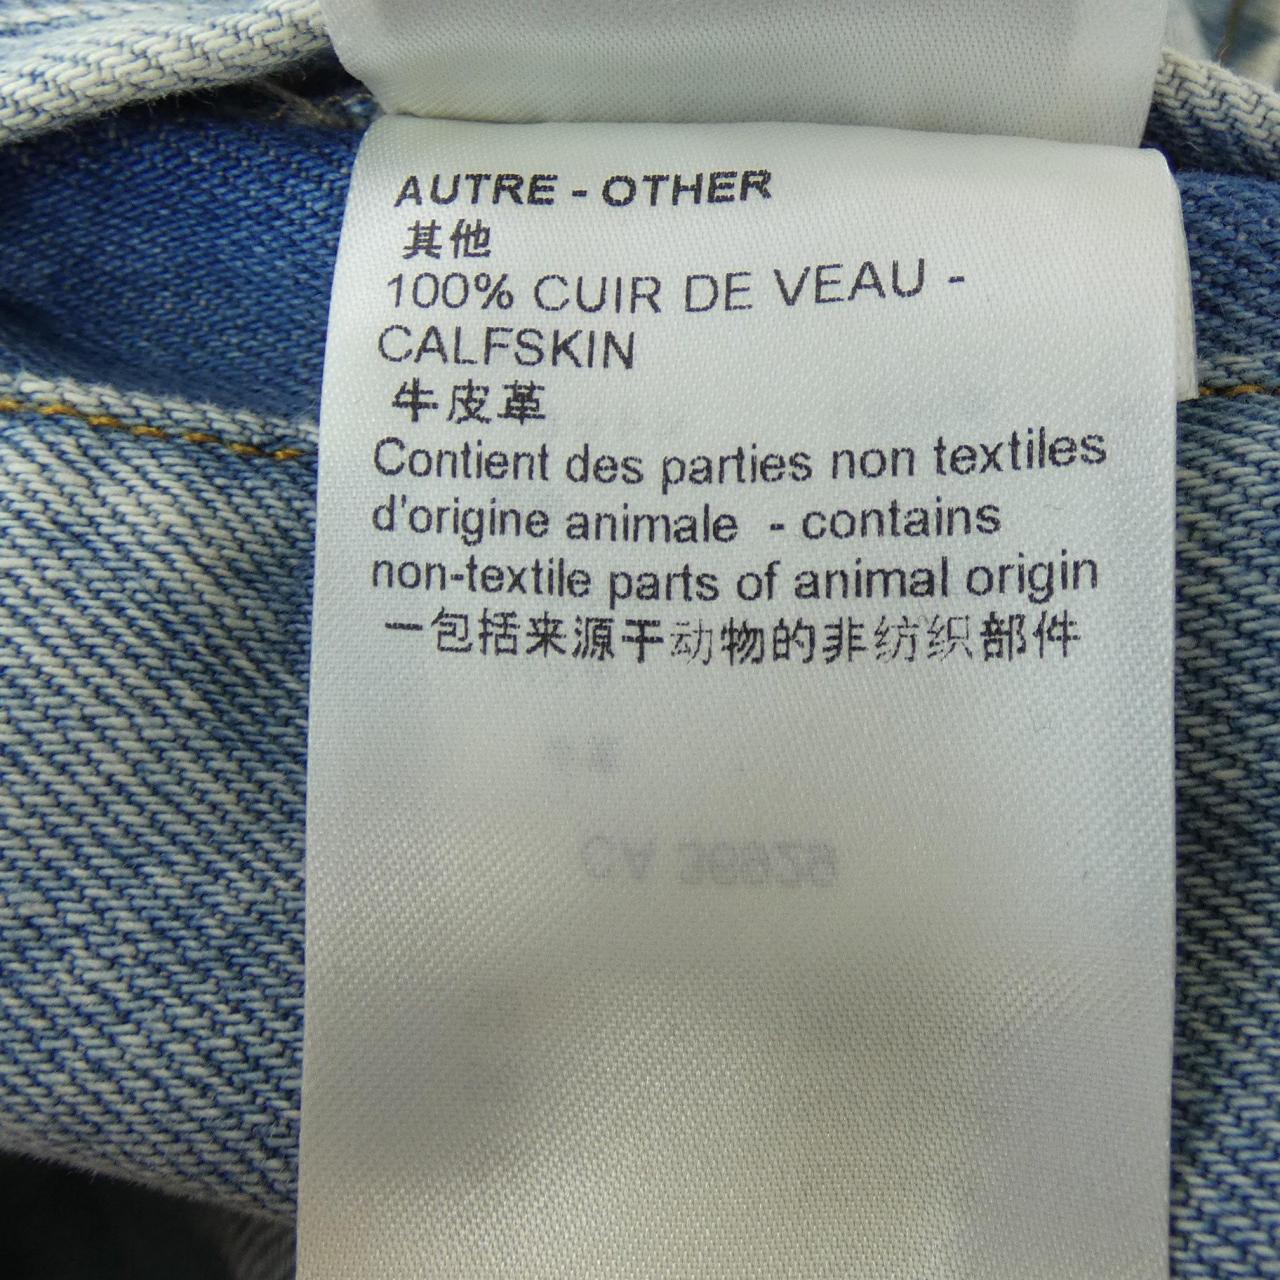 AUTRE - OTHER
其他
100% CUIR DE VEAU -
CALFSKIN
牛皮革
Contient des parties non textiles
d'origine animale - contains
non-textile parts of animal origin
一包括来源于动物的非纺织部件
CA 36929